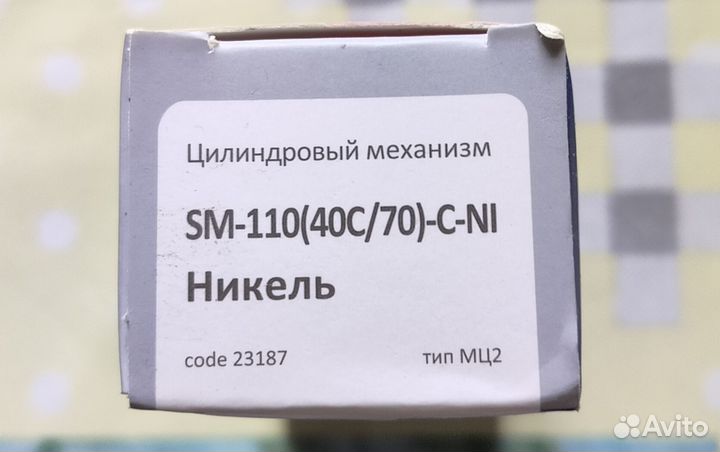 Цилиндровый механизм
SM-110(40C/70)-C-NI
Никель
code 23187 тип МЦ2
Avito